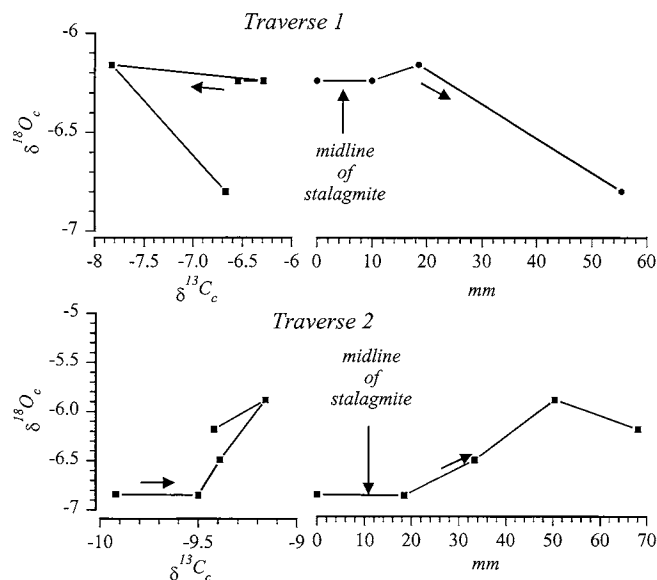 Traverse 1
-6
-6.5
-7
δ18Oc
-8
-7.5
-7.0
-6.5
-6
δ13Cc
midline
of
stalagmite
0
10
20
30
40
50
60
mm
Traverse 2
-5
-5.5
-6.0
-6.5
-7
δ18Oc
-10
-9.5
-9
δ13Cc
midline
of
stalagmite
0
10
20
30
40
50
60
70
mm